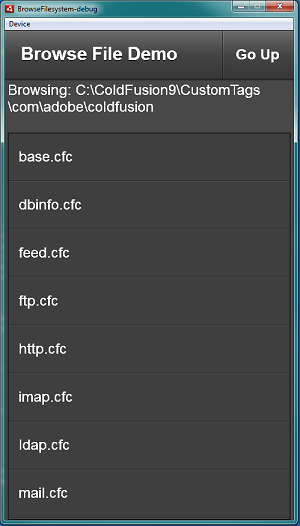 BrowseFilesystem-debug
Device
Browse File Demo
Go Up
Browsing: C:\ColdFusion9\CustomTags
\com\adobe\coldfusion
base.cfc
dbinfo.cfc
feed.cfc
ftp.cfc
http.cfc
imap.cfc
ldap.cfc
mail.cfc